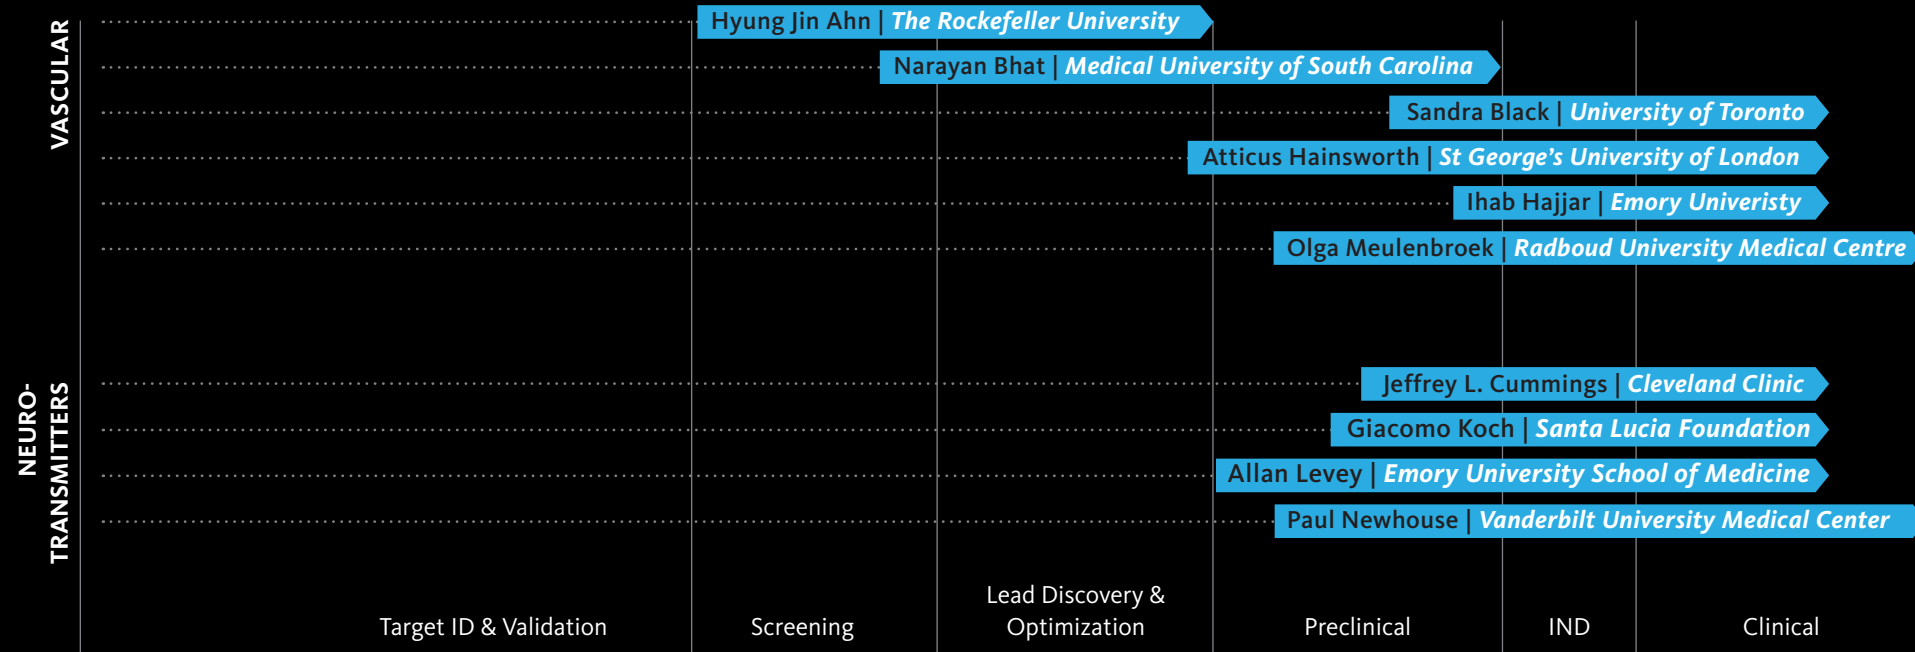 VASCULAR
Hyung Jin Ahn | The Rockefeller University
Narayan Bhat | Medical University of South Carolina
Sandra Black | University of Toronto
Atticus Hainsworth | St George’s University of London
Ihab Hajjar | Emory Univeristy
Olga Meulenbroek | Radboud University Medical Centre
NEURO-
TRANSMITTERS
Jeffrey L. Cummings | Cleveland Clinic
Giacomo Koch | Santa Lucia Foundation
Allan Levey | Emory University School of Medicine
Paul Newhouse | Vanderbilt University Medical Center
Target ID & Validation
Screening
Lead Discovery &
Optimization
Preclinical
IND
Clinical